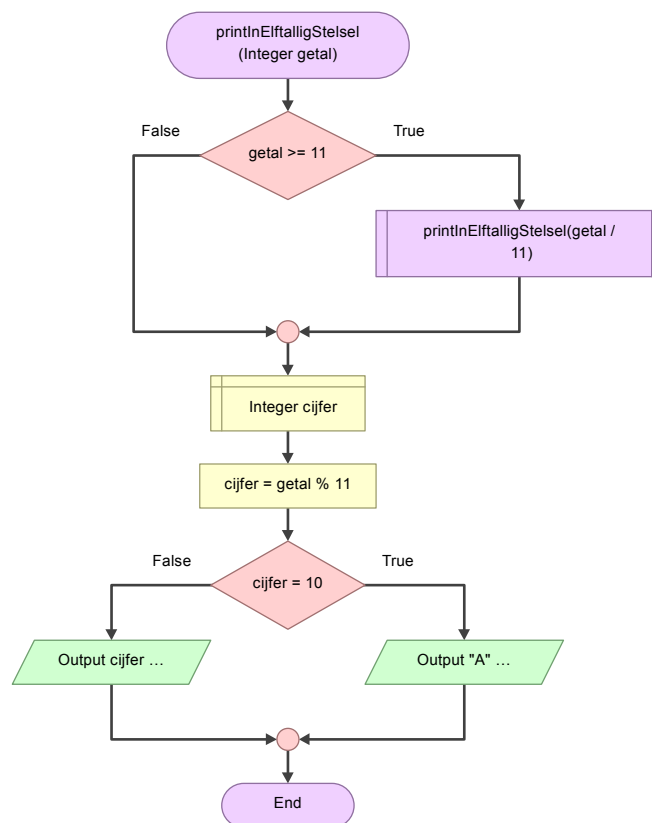 printInElftalligStelsel
(Integer getal)
False
True
getal >= 11
printInElftalligStelsel(getal /
11)
Integer cijfer
cijfer = getal % 11
False
True
cijfer = 10
Output cijfer …
Output "A" …
End